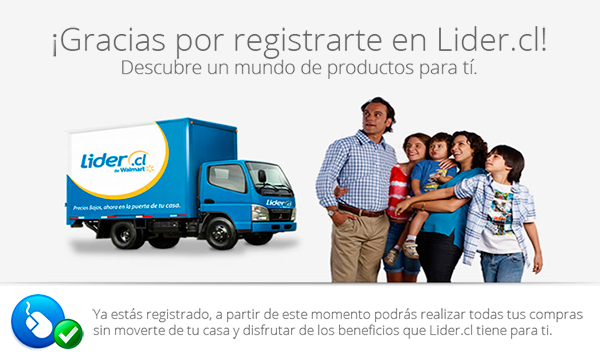 ¡Gracias por registrarte en Lider.cl!
Descubre un mundo de productos para tí.
Lider.cl
de Walmart
Precios Bajos, ahora en la puerta de tu casa.
Lider.cl
Ya estás registrado, a partir de este momento podrás realizar todas tus compras
sin moverte de tu casa y disfrutar de los beneficios que Lider.cl tiene para ti.